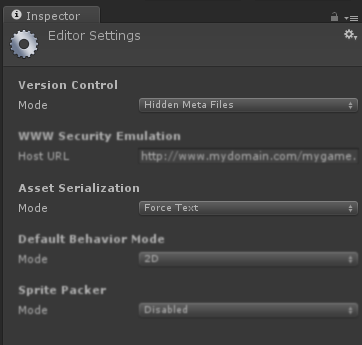 Inspector
Editor Settings
Version Control
Mode Hidden Meta Files
WWW Security Emulation
Host URL http://www.mydomain.com/mygame.
Asset Serialization
Mode Force Text
Default Behavior Mode
Mode 2D
Sprite Packer
Mode Disabled